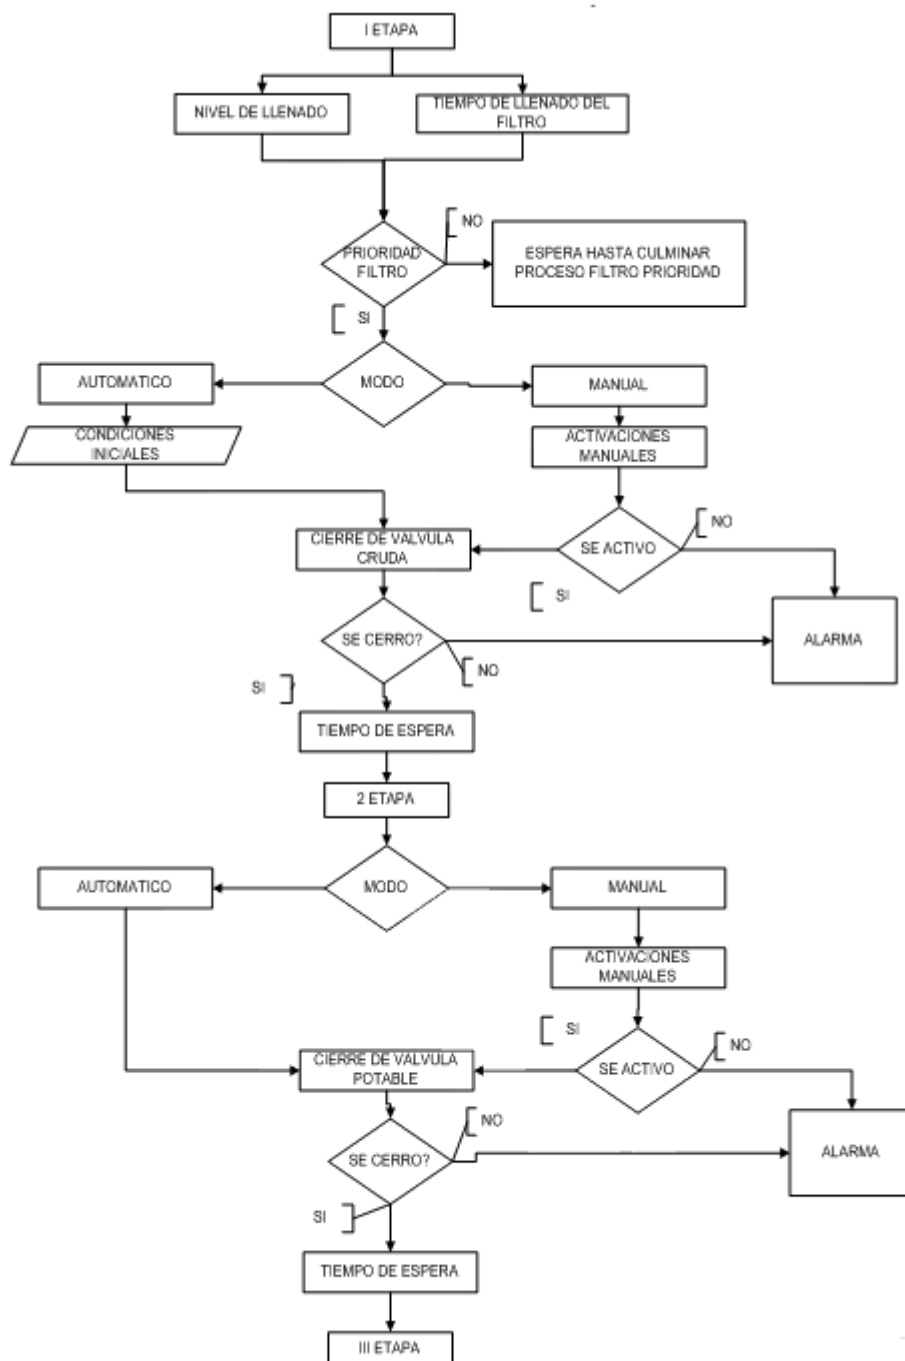 I ETAPA
NIVEL DE LLENADO
TIEMPO DE LLENADO DEL
FILTRO
NO
PRIORIDAD
FILTRO
ESPERA HASTA CULMINAR
PROCESO FILTRO PRIORIDAD
SI
AUTOMATICO
MODO
MANUAL
CONDICIONES
INICIALES
ACTIVACIONES
MANUALES
CIERRE DE VALVULA
CRUDA
SE ACTIVO
NO
SI
SE CERRO?
ALARMA
NO
SI
TIEMPO DE ESPERA
2 ETAPA
AUTOMATICO
MODO
MANUAL
ACTIVACIONES
MANUALES
SI
NO
CIERRE DE VALVULA
POTABLE
SE ACTIVO
NO
SE CERRO?
ALARMA
SI
TIEMPO DE ESPERA
III ETAPA